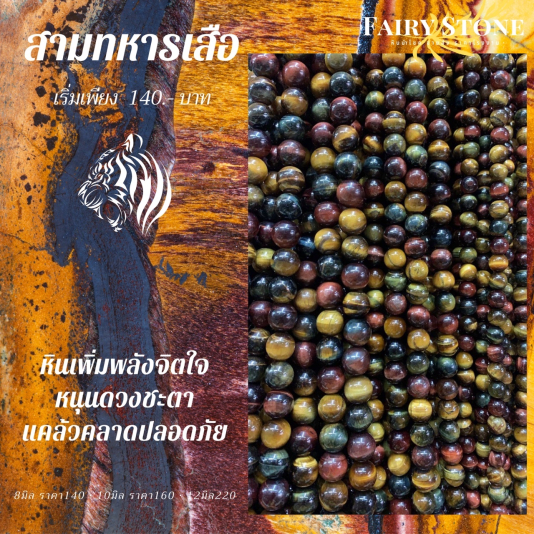 สามทหารเสือ
FAIRY STONE
เริ่มเพียง 140.- บาท
หินเพิ่มพลังจิตใจ
หนุนดวงชะตา
แคล้วคลาดปลอดภัย
8มิล ราคา140 10มิล ราคา160 12มิล220